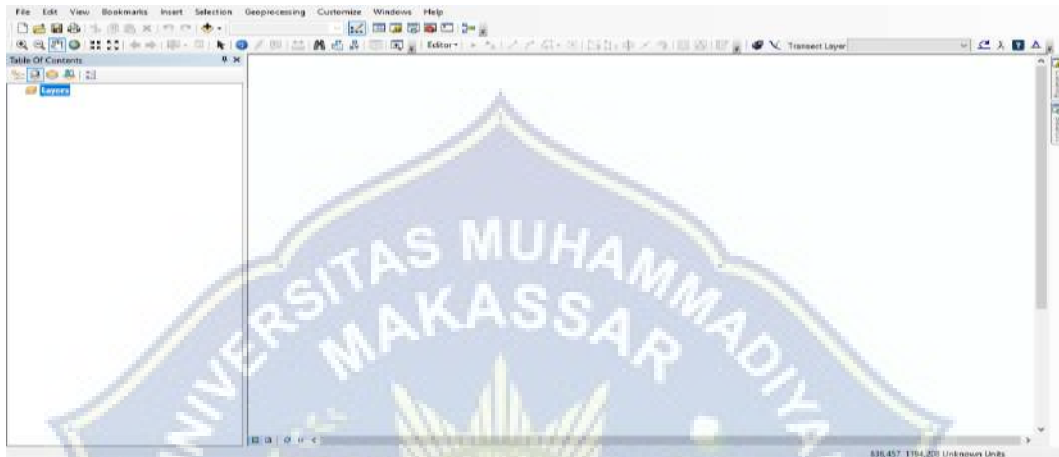 File Edit View Bookmarks Insert Selection Geoprocessing Customize Windows Help
Editor
Transect Layer
Table Of Contents
Layers
UNIVERSITAS MUHAMMADIYA
MAKASSAR
Unknown Units